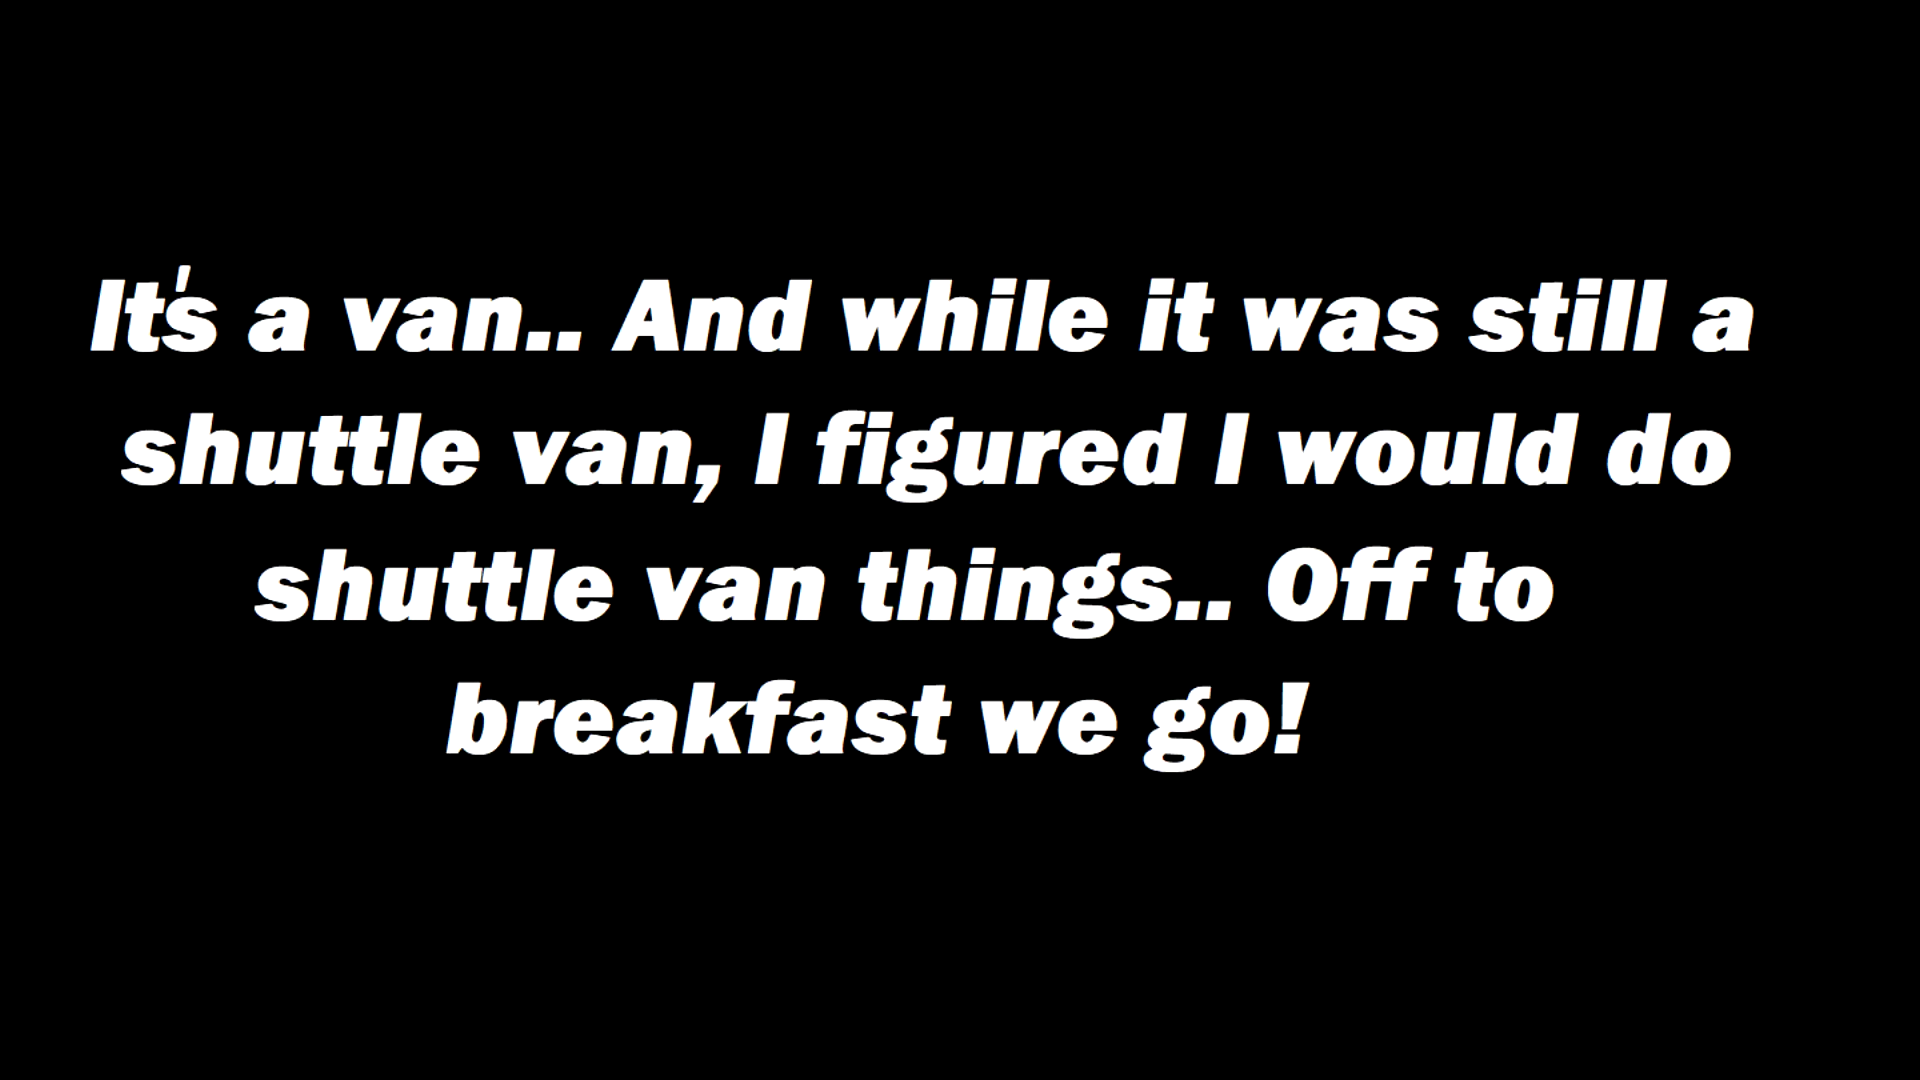 It's a van.. And while it was still a
shuttle van, I figured I would do
shuttle van things.. Off to
breakfast we go!